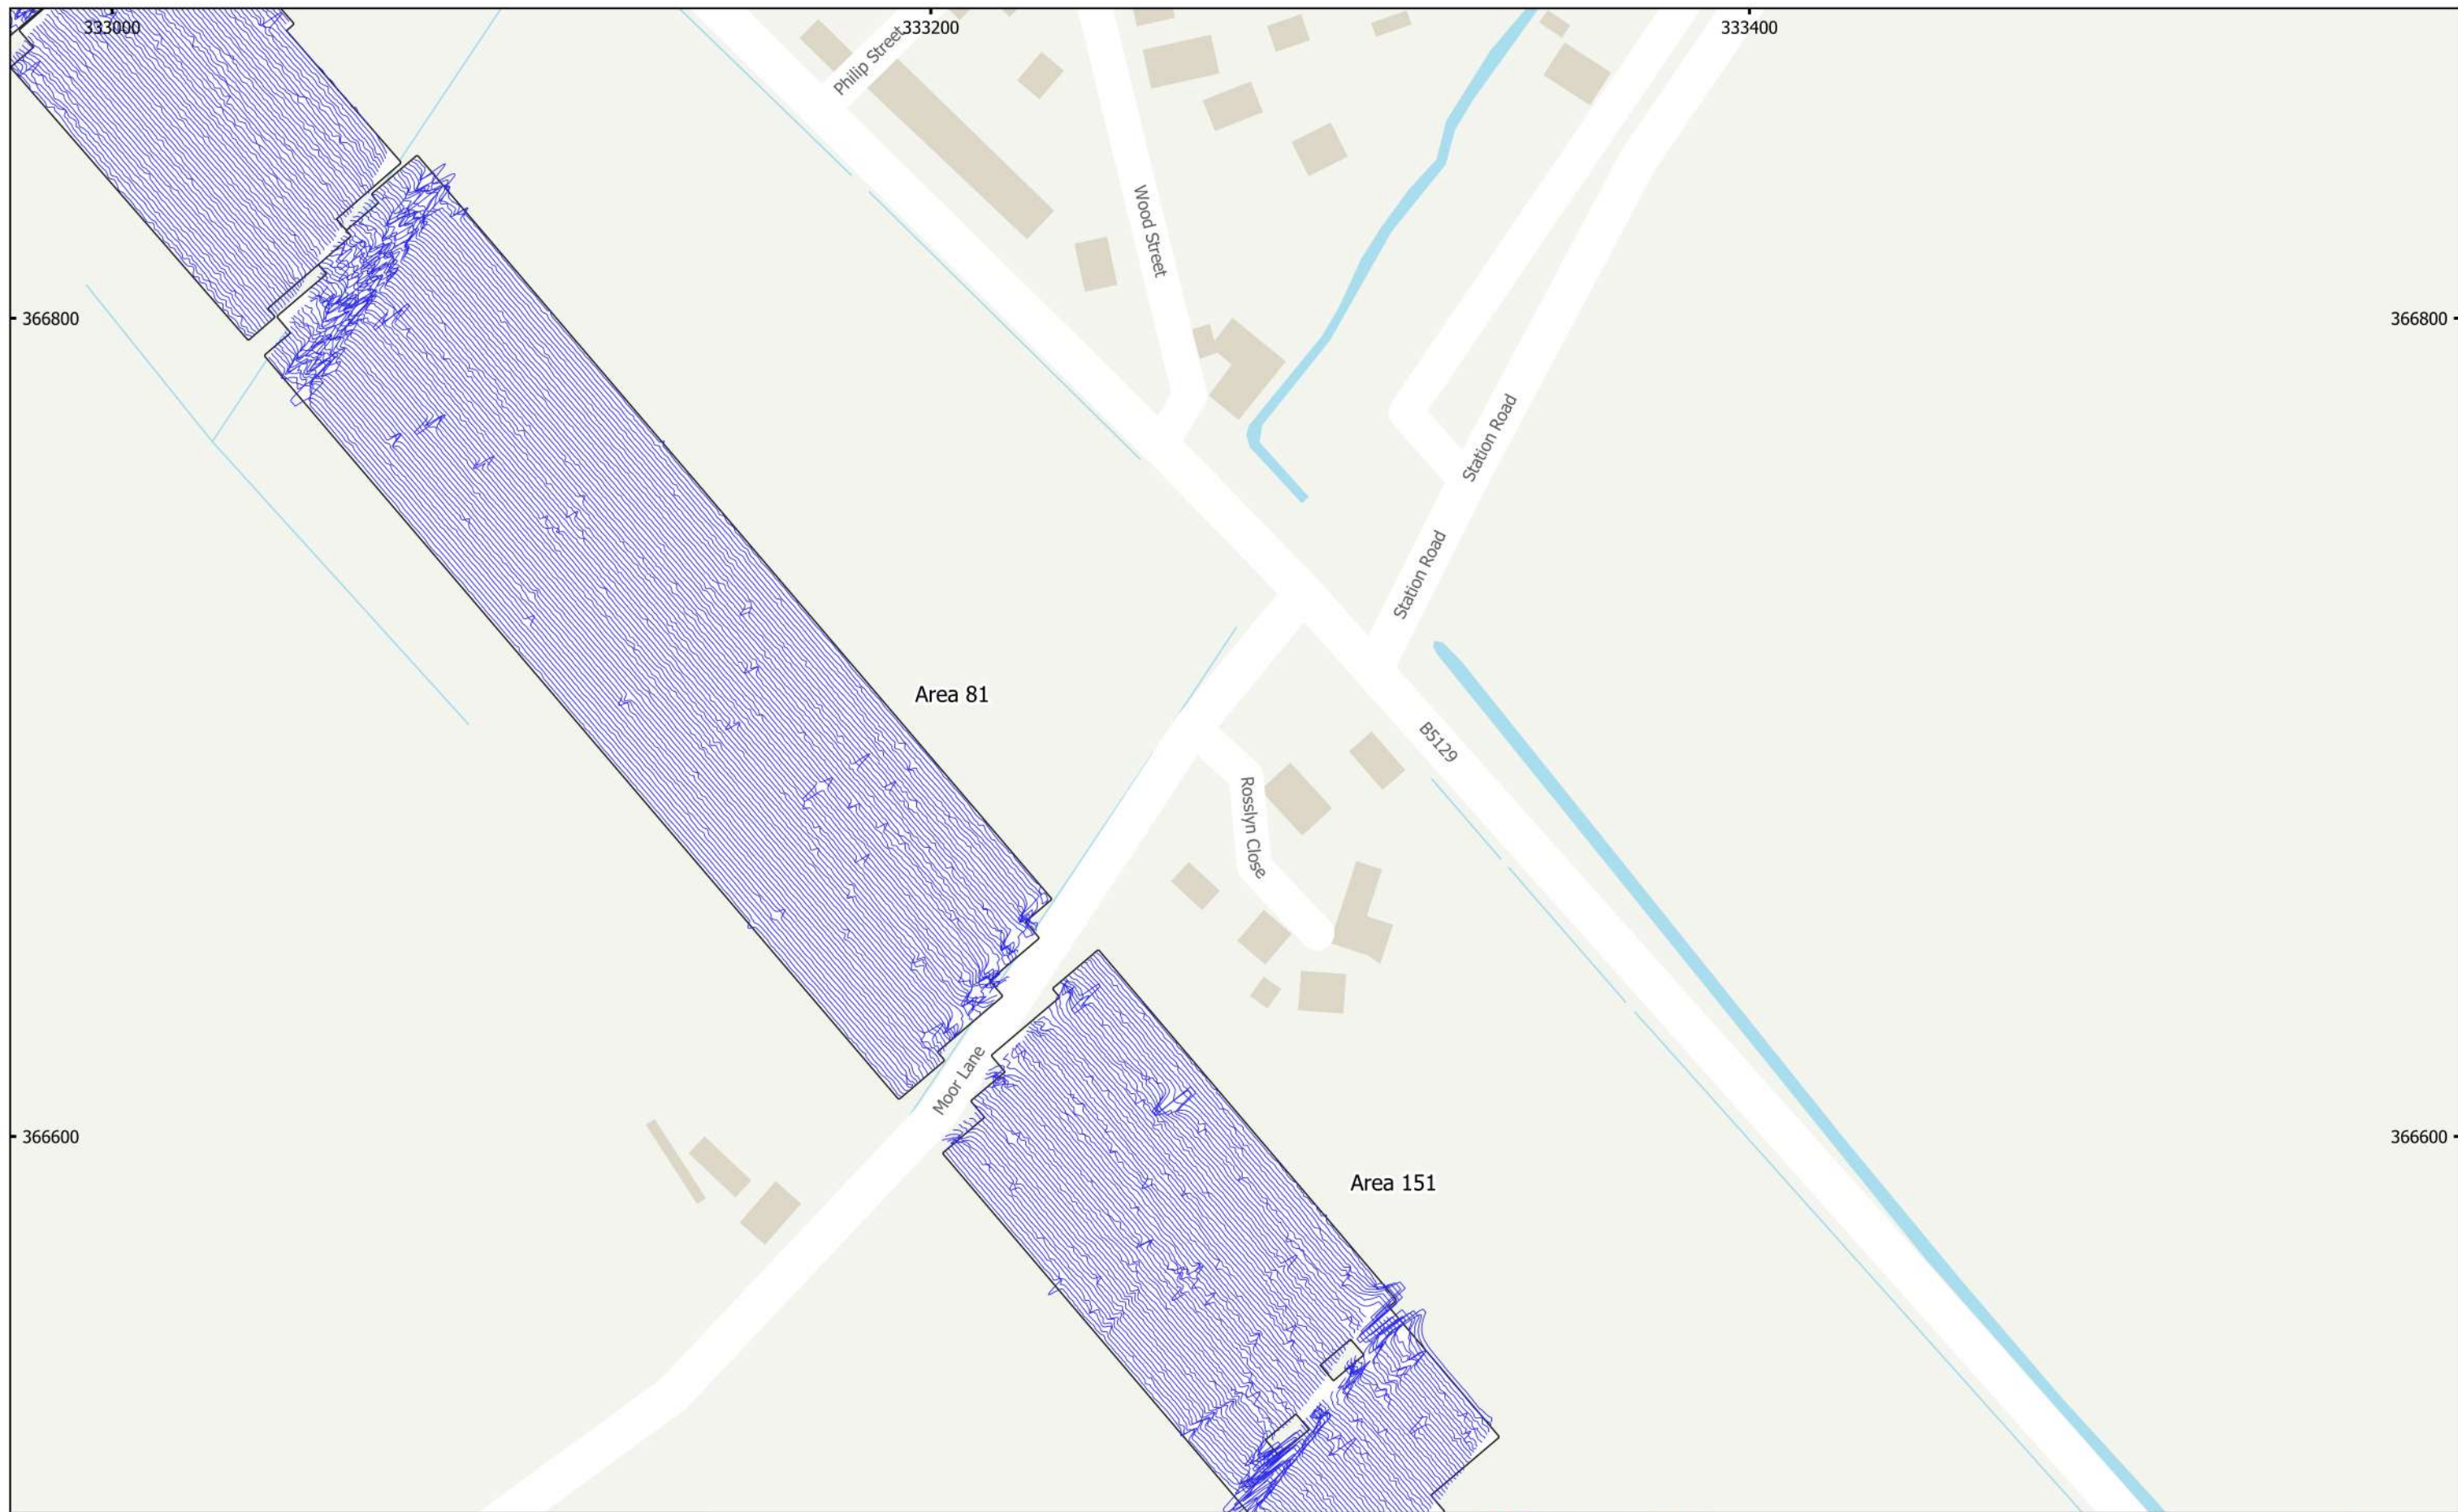 333000
333200
333400
Philip Street
Wood Street
366800
366800
Station Road
Station Road
Area 81
B5129
Rosslyn Close
Moor Lane
366600
366600
Area 151